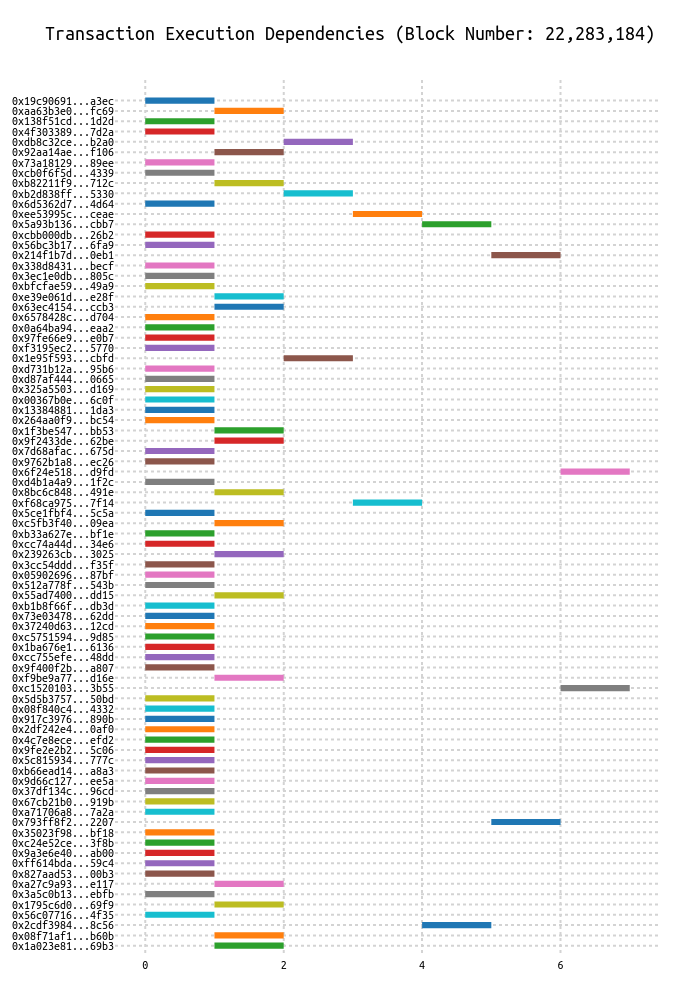 Transaction Execution Dependencies (Block Number: 22,283,184)
0x19c90691...a3ec
0xaa63b3e0...fc69
0x138f51cd...1d2d
0x4f303389...7d2a
0xdb8c32ce...b2a0
0x92aa14ae...f106
0x73a18129...89ee
0xcb0f6f5d...4339
0xb82211f9...712c
0xb2d838ff...5330
0x6d5362d7...4d64
0xee53995c...ceae
0x5a93b136...cbb7
0xcbb000db...26b2
0x56bc3b17...6fa9
0x214f1b7d...0eb1
0x338d8431...becf
0x3ec1e0db...805c
0xbfcfae59...49a9
0xe39e061d...e28f
0x63ec4154...ccb3
0x6578428c...d704
0x0a64ba94...eaa2
0x97fe66e9...e0b7
0xf3195ec2...5770
0x1e95f593...cbfd
0xd731b12a...95b6
0xd87af444...0665
0x325a5503...d169
0x00367b0e...6c0f
0x13384881...1da3
0x264aa0f9...bc54
0x1f3be547...bb53
0x9f2433de...62be
0x7d68afac...675d
0x9762b1a8...ec26
0x6f24e518...d9fd
0xd4b1a4a9...1f2c
0x8bc6c848...491e
0xf68ca975...7f14
0x5ce1fbf4...5c5a
0xc5fb3f40...09ea
0xb33a627e...bf1e
0xcc74a44d...34e6
0x239263cb...3025
0x3cc54ddd...f35f
0x05902696...87bf
0x512a778f...543b
0x55ad7400...dd15
0xb1b8f66f...db3d
0x73e03478...62dd
0x37240d63...12cd
0xc5751594...9d85
0x1ba676e1...6136
0xcc755efe...48dd
0x9f400f2b...a807
0xf9be9a77...d16e
0xc1520103...3b55
0x5d5b3757...50bd
0x08f840c4...4332
0x917c3976...890b
0x2df242e4...0af0
0x4c7e8ece...efd2
0x9fe2e2b2...5c06
0x5c815934...777c
0xb66ead14...a8a3
0x9d66c127...ee5a
0x37df134c...96cd
0x67cb21b0...919b
0xa71706a8...7a2a
0x793ff8f2...2207
0x35023f98...bf18
0xc24e52ce...3f8b
0x9a3e6e40...ab00
0xff614bda...59c4
0x827aad53...00b3
0xa27c9a93...e117
0x3a5c0b13...ebfb
0x1795c6d0...69f9
0x56c07716...4f35
0x2cdf3984...8c56
0x08f71af1...b60b
0x1a023e81...69b3
0 2 4 6